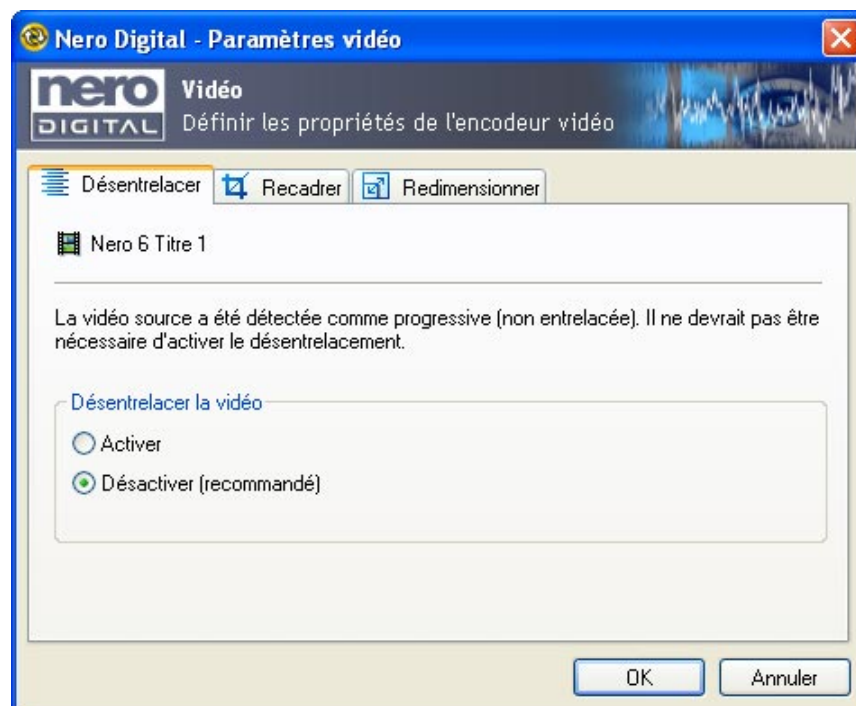 Nero Digital - Paramètres vidéo
nero
DIGITAL
Vidéo
Définir les propriétés de l'encodeur vidéo
Désentrelacer
Recadrer
Redimensionner
Nero 6 Titre 1
La vidéo source a été détectée comme progressive (non entrelacée). Il ne devrait pas être
nécessaire d'activer le désentrelacement.
Désentrelacer la vidéo
Activer
Désactiver (recommandé)
OK
Annuler